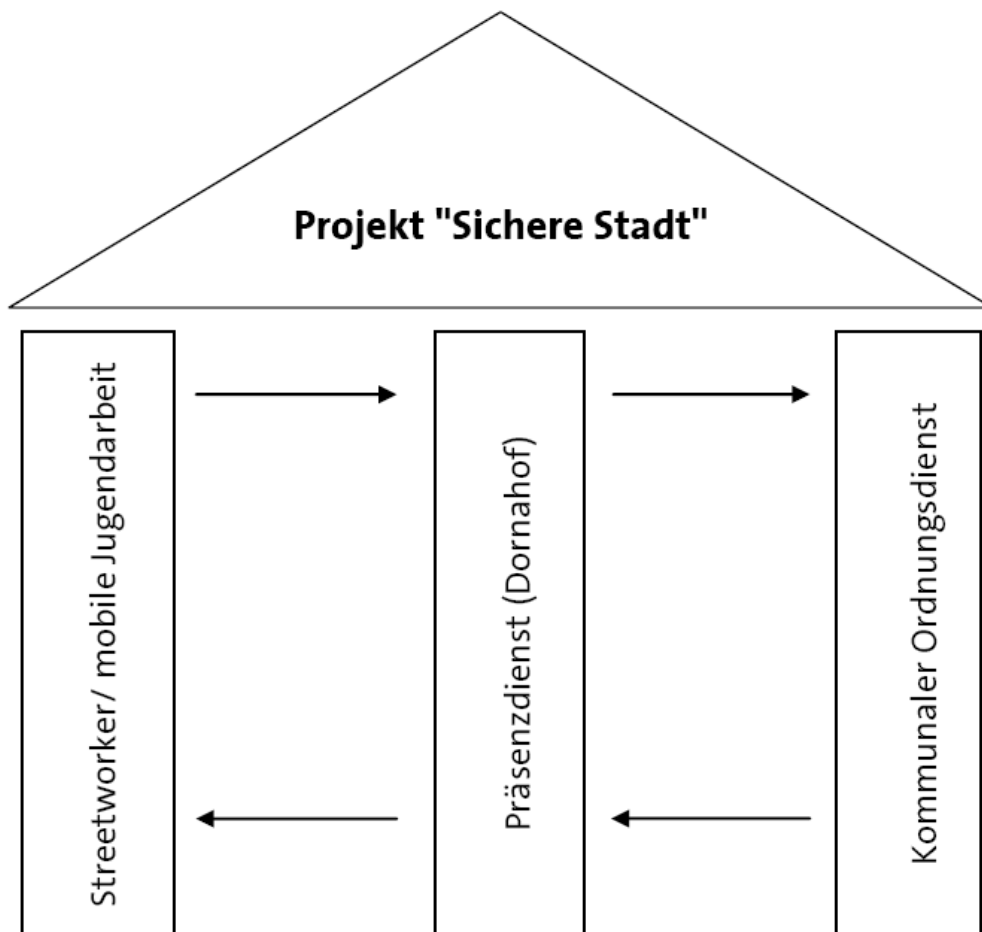 Projekt "Sichere Stadt"
Streetworker/ mobile Jugendarbeit
Präsenzdienst (Dornahof)
Kommunaler Ordnungsdienst